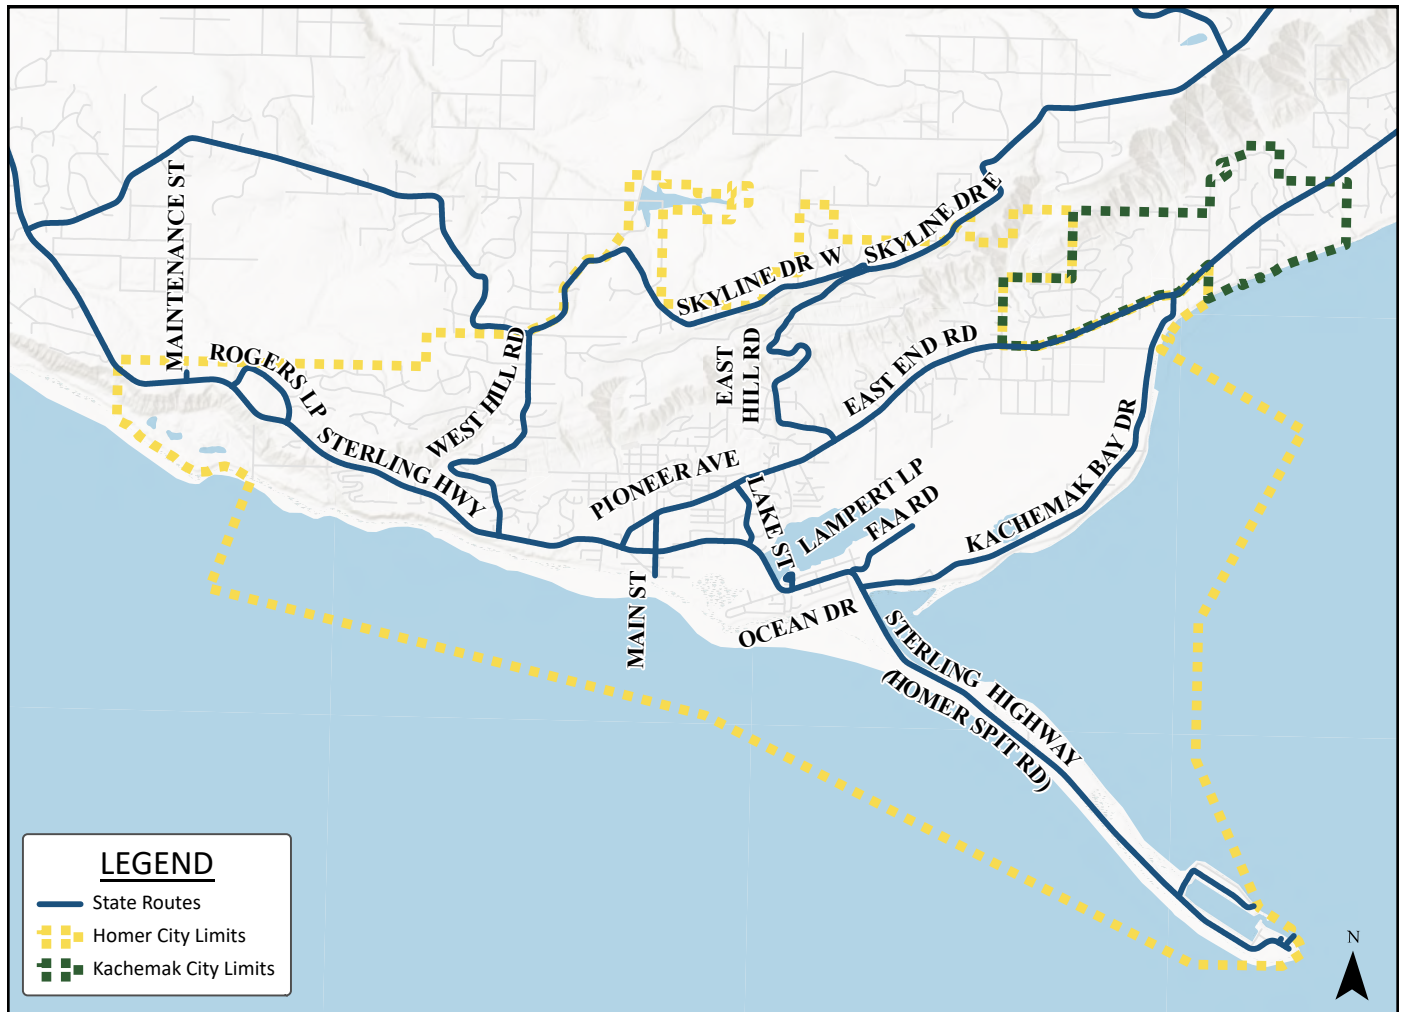 MAINTENANCE ST
ROGERS LP
STERLING HWY
WEST HILL RD
SKYLINE DR W
SKYLINE DR E
EAST
HILL RD
EAST END RD
PIONEER AVE
LAKE ST
LAMPERT LP
FAA RD
KACHEMAK BAY DR
MAIN ST
OCEAN DR
STERLING HIGHWAY
(HOMER SPIT RD)
LEGEND
State Routes
Homer City Limits
Kachemak City Limits
N